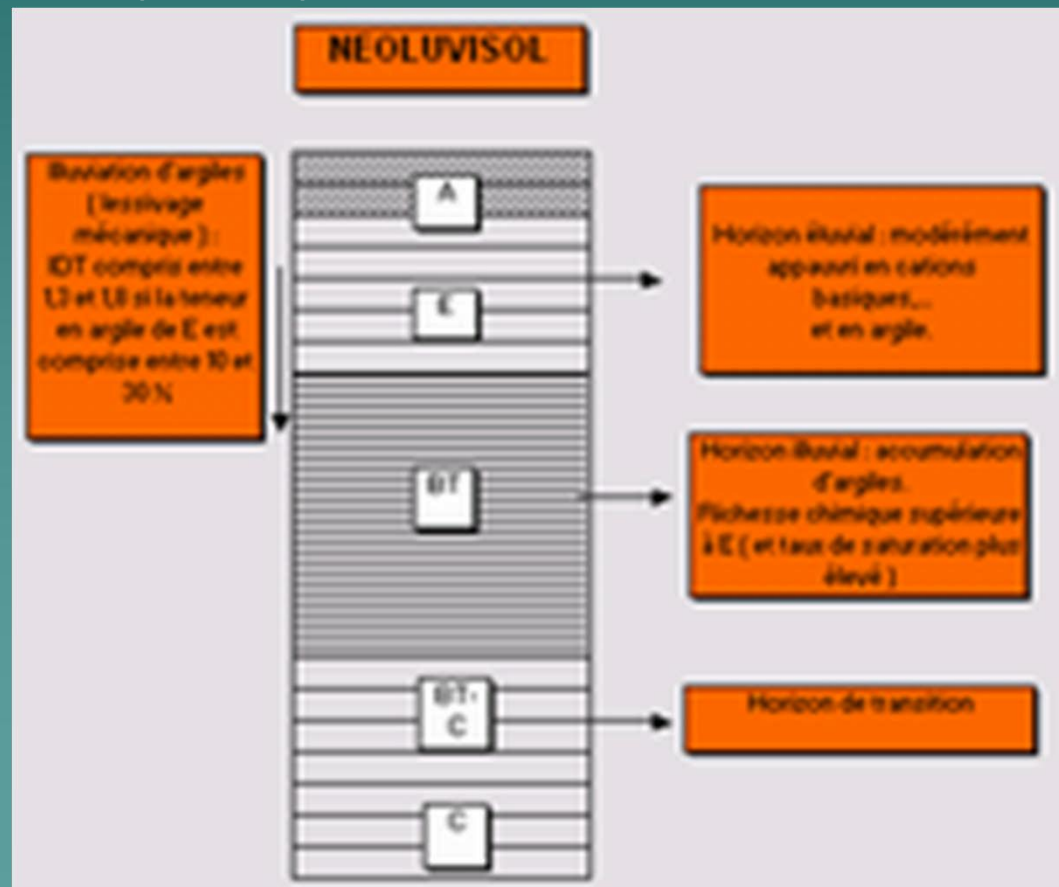 NEOLUVISOL
Illuviation d'argiles
( lessivage
mécanique ) :
IDT compris entre
1,3 et 1,8 si la teneur
en argile de E est
comprise entre 10 et
30 %
A
E
BT
BT-
C
C
Horizon éluvial : modérément
appauvri en cations
basiques,..
et en argile.
Horizon illuvial : accumulation
d'argles.
Richesse chimique supérieure
à E ( et taux de saturation plus
élevé )
Horizon de transition